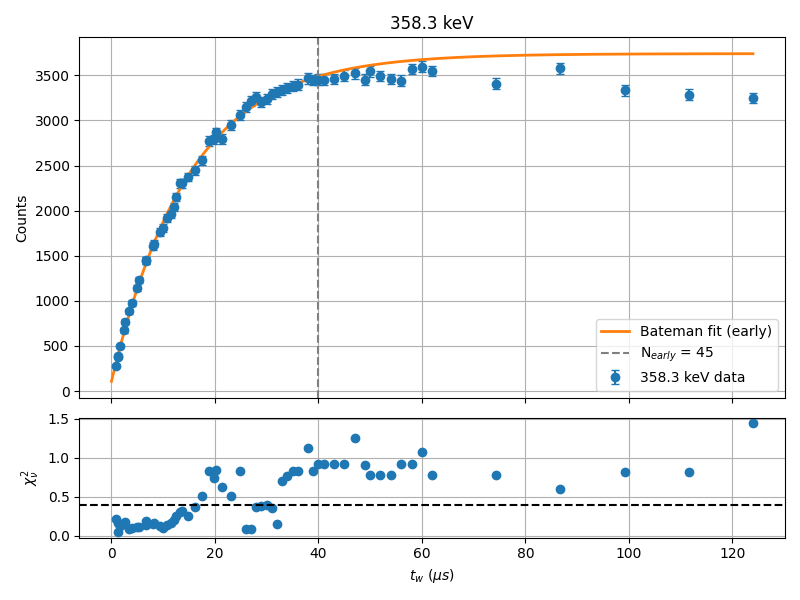 358.3 keV
Counts
3500
3000
2500
2000
1500
1000
500
0
Bateman fit (early)
N_early = 45
358.3 keV data
χ²_ν
1.5
1.0
0.5
0.0
0 20 40 60 80 100 120
t_w (μs)